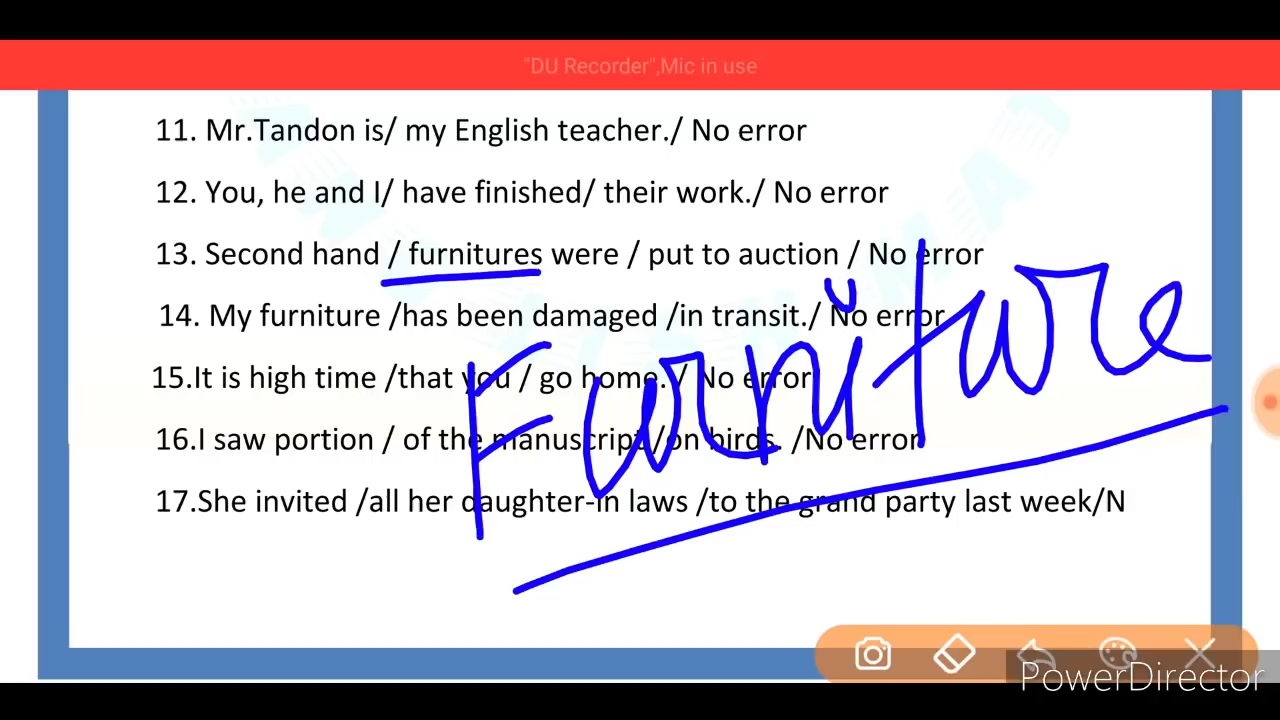 "DU Recorder",Mic in use
11. Mr.Tandon is/ my English teacher./ No error
12. You, he and I/ have finished/ their work./ No error
13. Second hand / furnitures were / put to auction / No error
14. My furniture /has been damaged /in transit./ No error
Furniture
15.It is high time /that you / go home. / No error
16.I saw portion / of the manuscript /on birds. /No error
17.She invited /all her daughter-in laws /to the grand party last week/N
PowerDirector